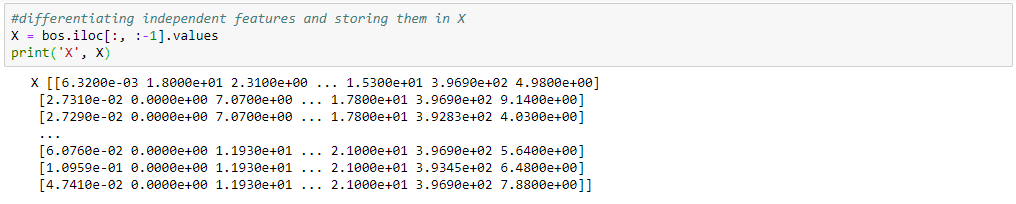 #differentiating independent features and storing them in X
X = bos.iloc[:, :-1].values
print('X', X)
X [[6.3200e-03 1.8000e+01 2.3100e+00 ... 1.5300e+01 3.9690e+02 4.9800e+00]
[2.7310e-02 0.0000e+00 7.0700e+00 ... 1.7800e+01 3.9690e+02 9.1400e+00]
[2.7290e-02 0.0000e+00 7.0700e+00 ... 1.7800e+01 3.9283e+02 4.0300e+00]
...
[6.0760e-02 0.0000e+00 1.1930e+01 ... 2.1000e+01 3.9690e+02 5.6400e+00]
[1.0959e-01 0.0000e+00 1.1930e+01 ... 2.1000e+01 3.9345e+02 6.4800e+00]
[4.7410e-02 0.0000e+00 1.1930e+01 ... 2.1000e+01 3.9690e+02 7.8800e+00]]